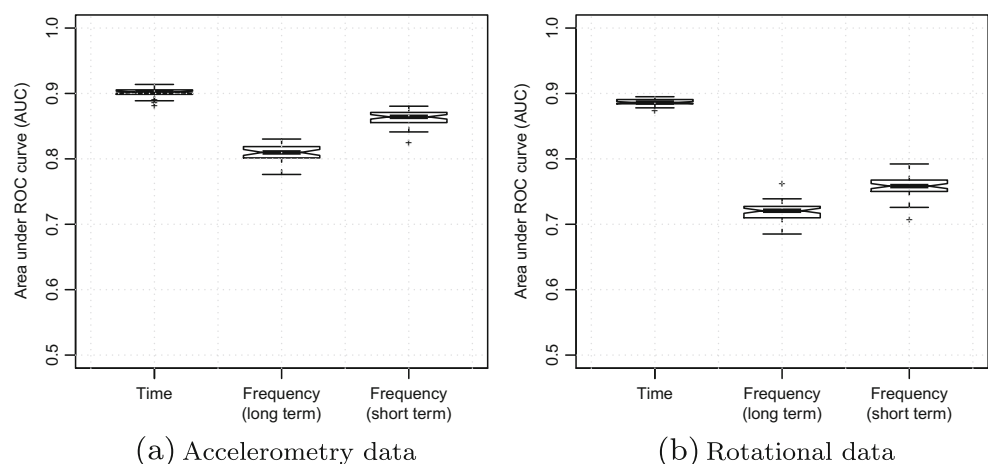 Area under ROC curve (AUC)
1.0
0.9
0.8
0.7
0.6
0.5
Time
Frequency
(long term)
Frequency
(short term)
(a) Accelerometry data
Area under ROC curve (AUC)
1.0
0.9
0.8
0.7
0.6
0.5
Time
Frequency
(long term)
Frequency
(short term)
(b) Rotational data